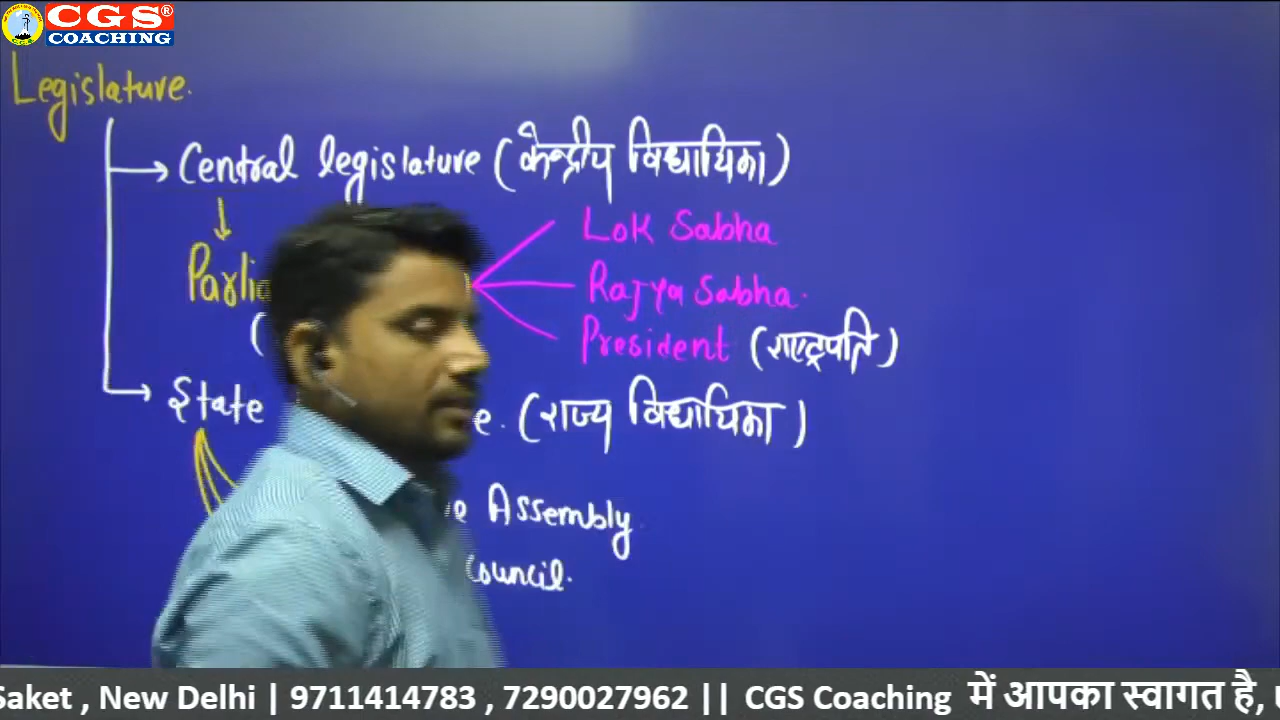 CGS®
COACHING
Legislature.
Central legislature (केन्द्रीय विद्यायिका)
Lok Sabha
Rajya Sabha.
President (राष्ट्रपति)
State (राज्य विद्यायिका)
Assembly
Council.
Saket , New Delhi | 9711414783 , 7290027962 || CGS Coaching में आपका स्वागत है,